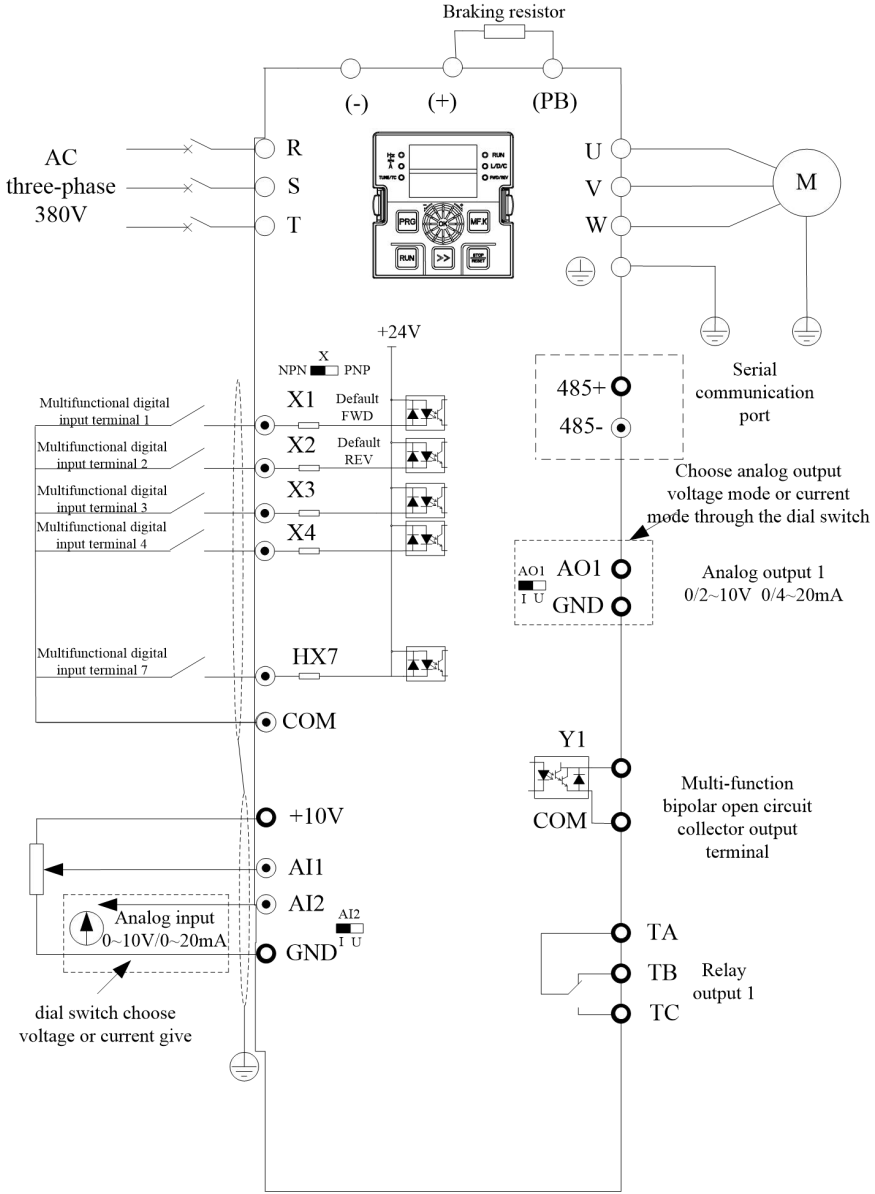 Braking resistor
(-)
(+)
(PB)
AC
three-phase
380V
R
S
T
Hz
A
TUNE/TC
RUN
L/D/C
FWD/REV
PRG
OK
MF.K
RUN
>>
STOP
RESET
U
V
W
M
+24V
X
NPN
PNP
Multifunctional digital
input terminal 1
X1
Default
FWD
Multifunctional digital
input terminal 2
X2
Default
REV
Multifunctional digital
input terminal 3
X3
Multifunctional digital
input terminal 4
X4
Multifunctional digital
input terminal 7
HX7
COM
485+
485-
Serial
communication
port
Choose analog output
voltage mode or current
mode through the dial switch
AO1
I U
AO1
GND
Analog output 1
0/2~10V 0/4~20mA
Y1
COM
Multi-function
bipolar open circuit
collector output
terminal
+10V
AI1
AI2
GND
AI2
I U
Analog input
0~10V/0~20mA
dial switch choose
voltage or current give
TA
TB
TC
Relay
output 1